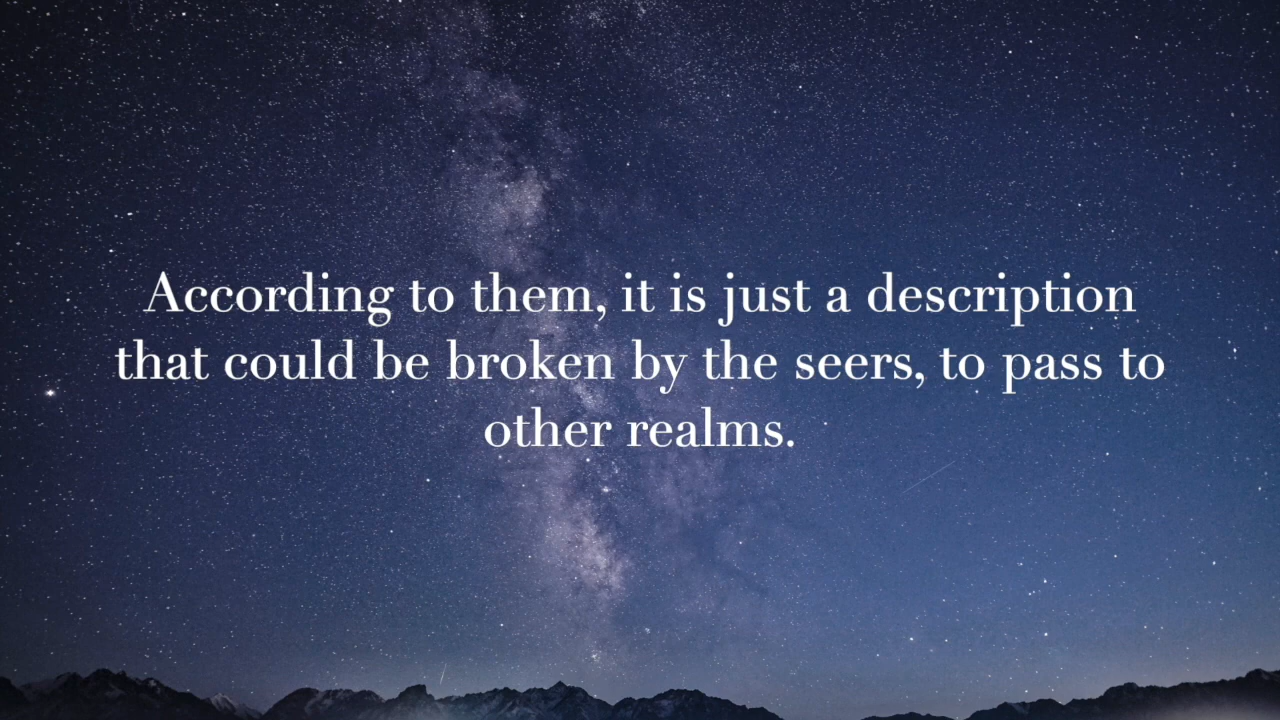 According to them, it is just a description
that could be broken by the seers, to pass to
other realms.